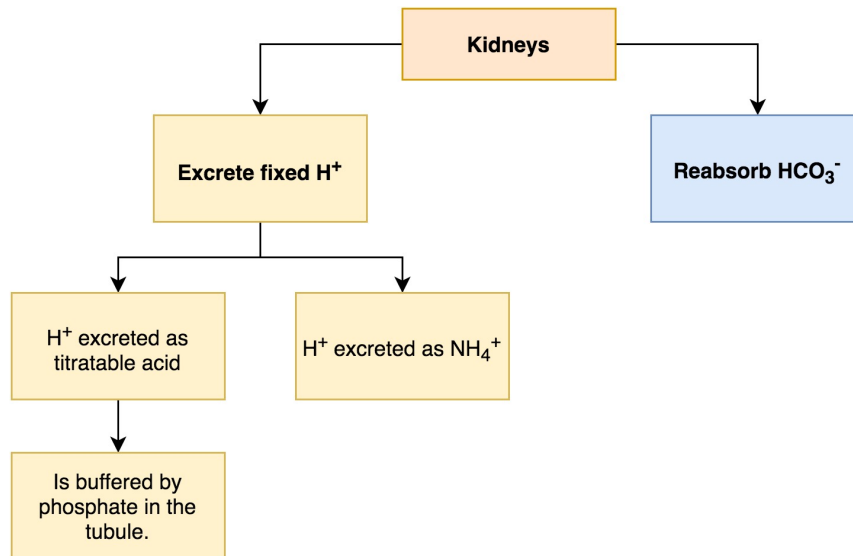 Kidneys
Excrete fixed H⁺
Reabsorb HCO₃⁻
H⁺ excreted as
titratable acid
H⁺ excreted as NH₄⁺
Is buffered by
phosphate in the
tubule.